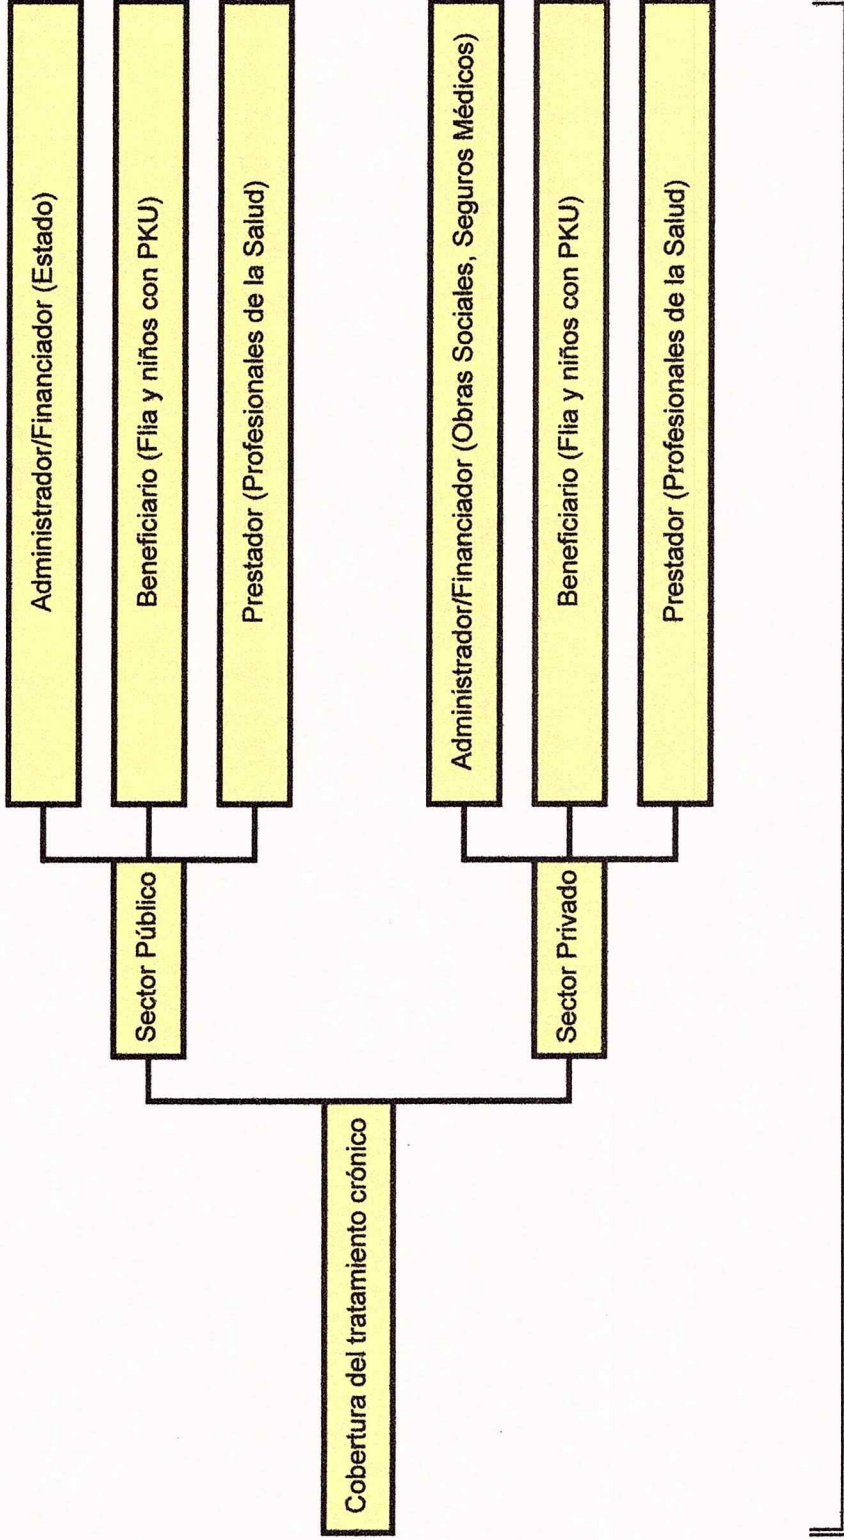 Cobertura del tratamiento crónico
Sector Público
Administrador/Financiador (Estado)
Beneficiario (Flia y niños con PKU)
Prestador (Profesionales de la Salud)
Sector Privado
Administrador/Financiador (Obras Sociales, Seguros Médicos)
Beneficiario (Flia y niños con PKU)
Prestador (Profesionales de la Salud)